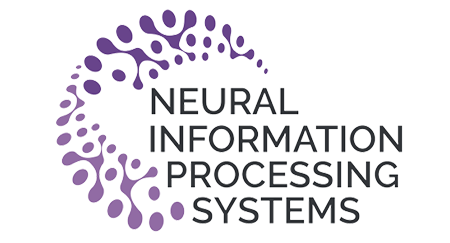 NEURAL
INFORMATION
PROCESSING
SYSTEMS